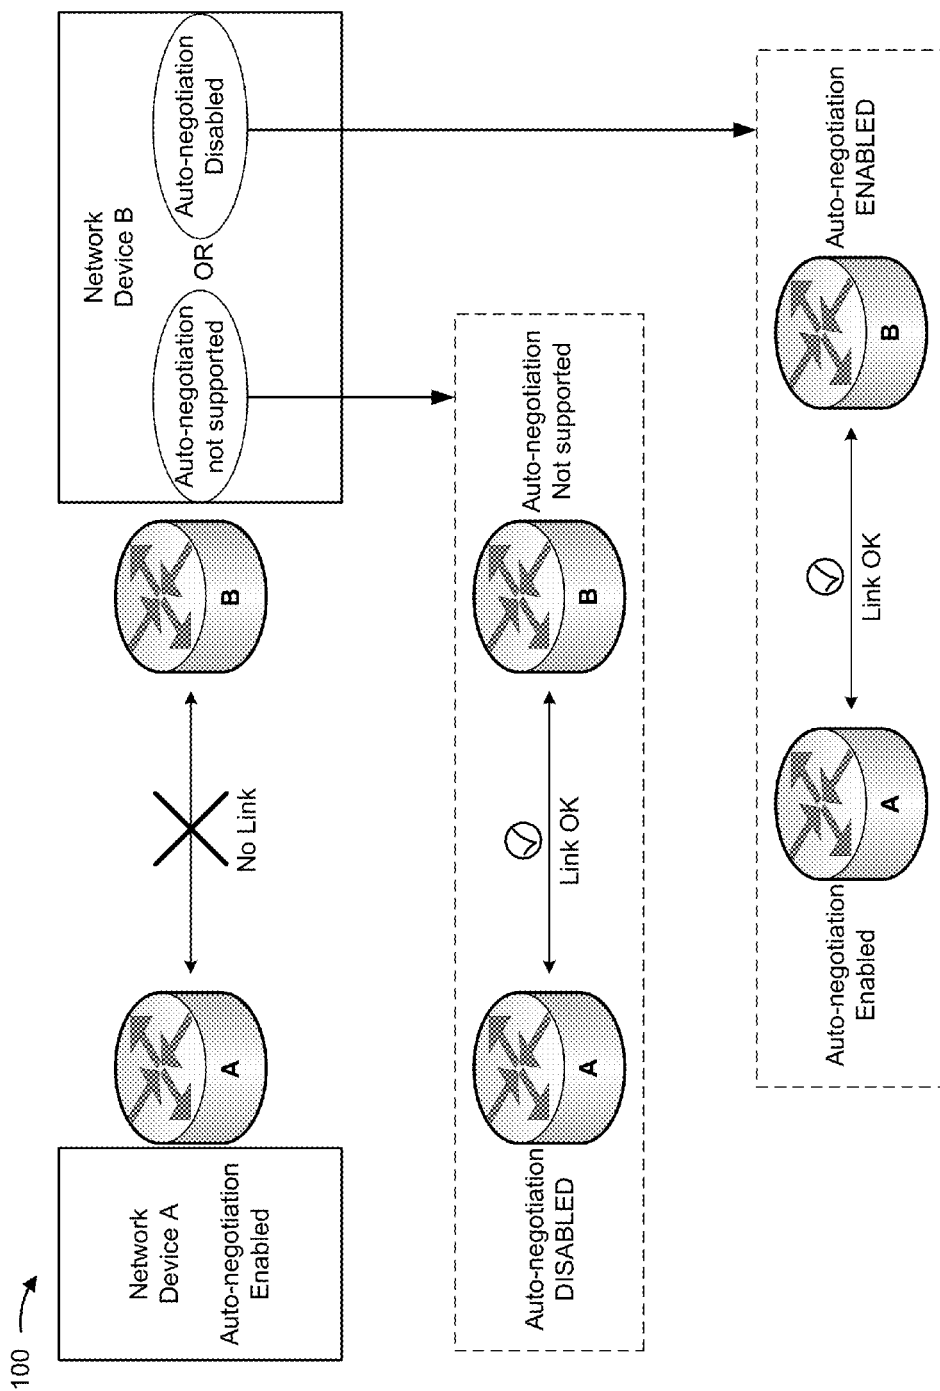 100
Network
Device A
Auto-negotiation
Enabled
A
No Link
B
Network
Device B
Auto-negotiation
not supported
OR
Auto-negotiation
Disabled
Auto-negotiation
DISABLED
A
Link OK
B
Auto-negotiation
Not supported
Auto-negotiation
Enabled
A
Link OK
B
Auto-negotiation
ENABLED